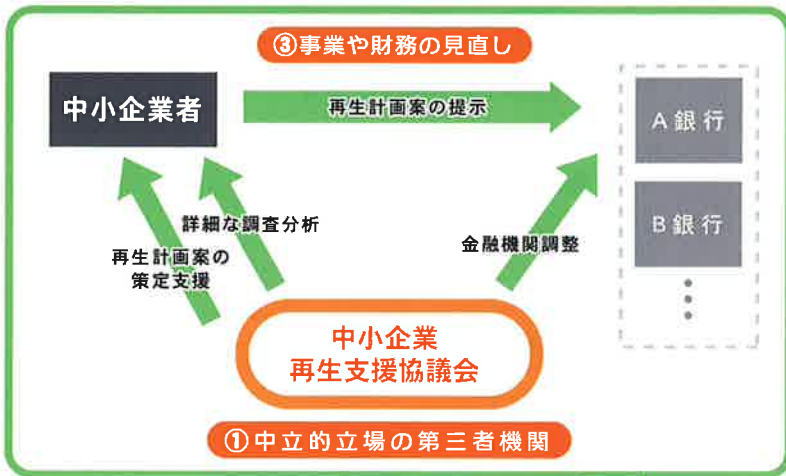 ③事業や財務の見直し
中小企業者
再生計画案の提示
A銀行
B銀行
詳細な調査分析
再生計画案の
策定支援
金融機関調整
中小企業
再生支援協議会
①中立的立場の第三者機関